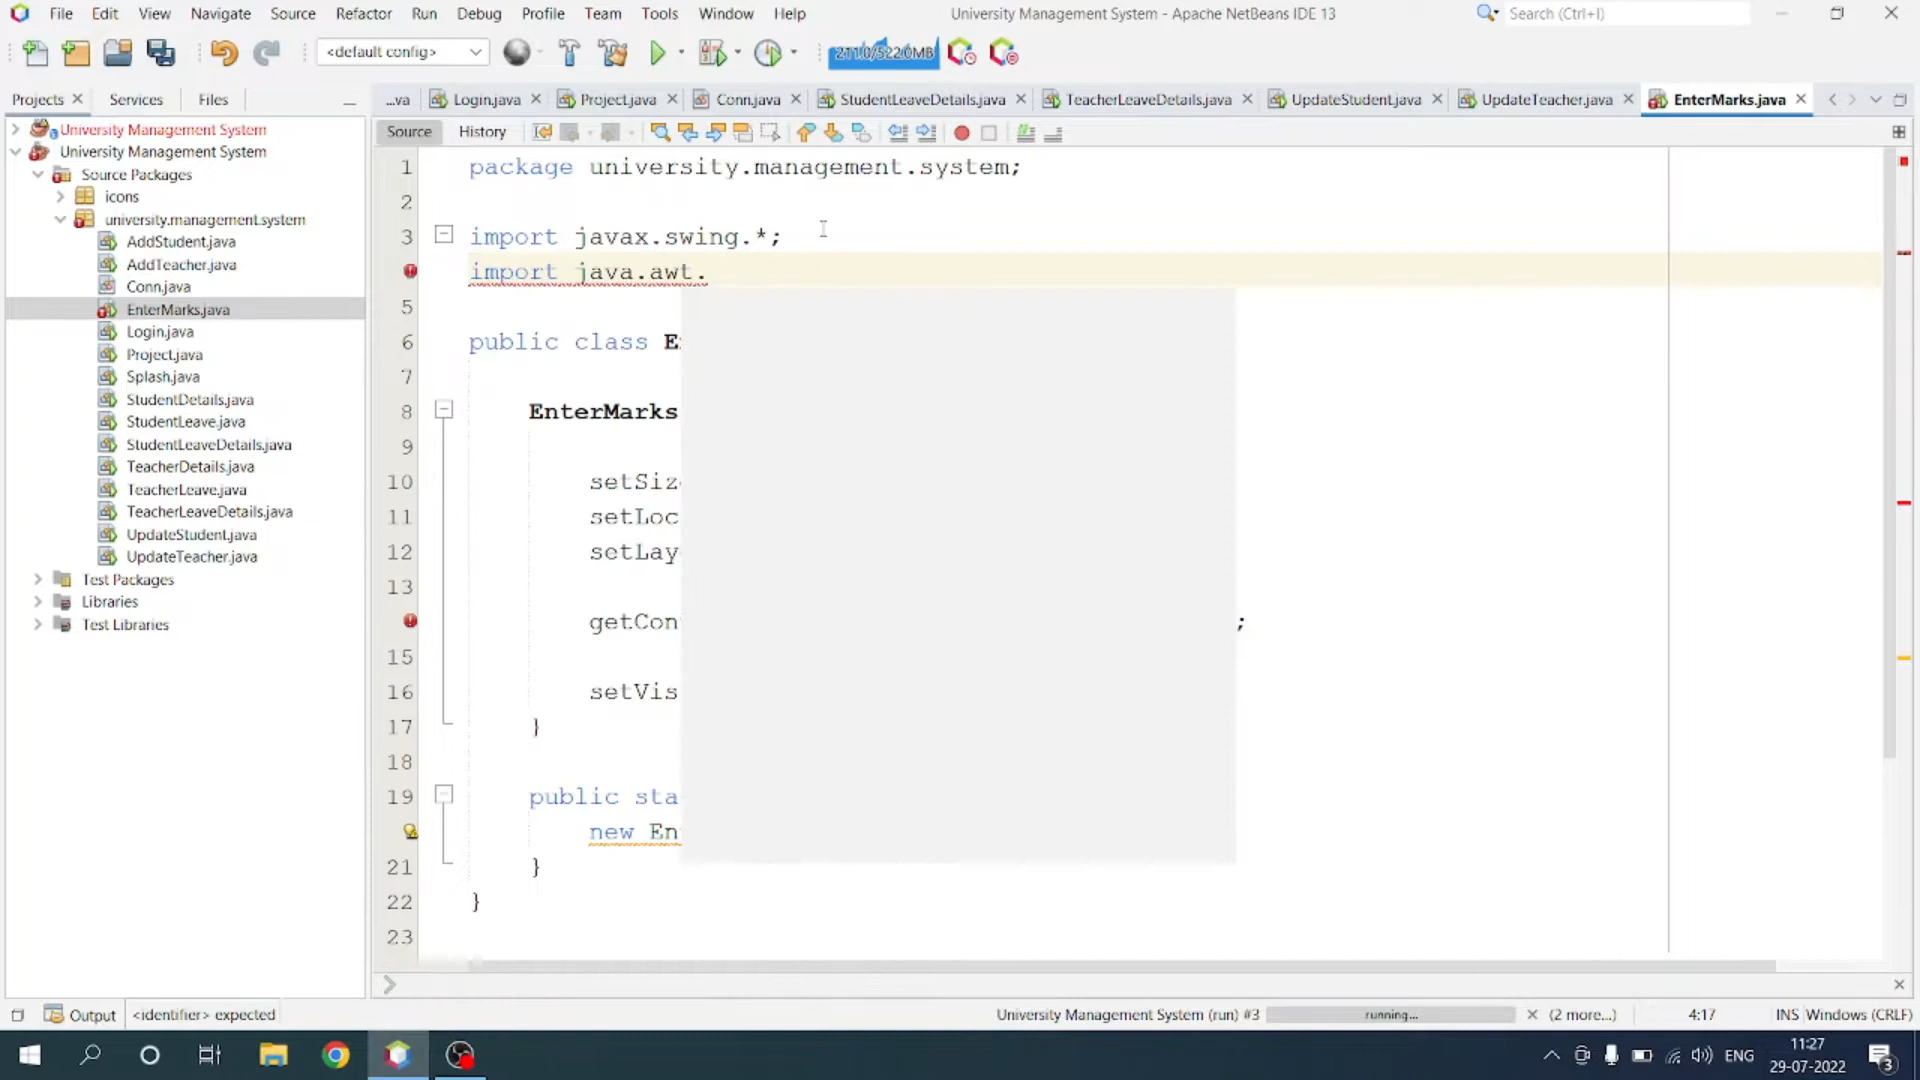 File Edit View Navigate Source Refactor Run Debug Profile Team Tools Window Help University Management System - Apache NetBeans IDE 13 Search (Ctrl+I)
<default config> 211.0/522.0MB
Projects Services Files ...va Login.java Project.java Conn.java StudentLeaveDetails.java TeacherLeaveDetails.java UpdateStudent.java UpdateTeacher.java EnterMarks.java
Source History
University Management System
University Management System
Source Packages
icons
university.management.system
AddStudent.java
AddTeacher.java
Conn.java
EnterMarks.java
Login.java
Project.java
Splash.java
StudentDetails.java
StudentLeave.java
StudentLeaveDetails.java
TeacherDetails.java
TeacherLeave.java
TeacherLeaveDetails.java
UpdateStudent.java
UpdateTeacher.java
Test Packages
Libraries
Test Libraries
1 package university.management.system;
2
3 import javax.swing.*;
import java.awt.
5
6 public class E
7
8 EnterMarks
9
10 setSiz
11 setLoc
12 setLay
13
getCon ;
15
16 setVis
17 }
18
19 public sta
new En
21 }
22 }
23
Output <identifier> expected University Management System (run) #3 running... (2 more...) 4:17 INS Windows (CRLF)
ENG 11:27
29-07-2022 3